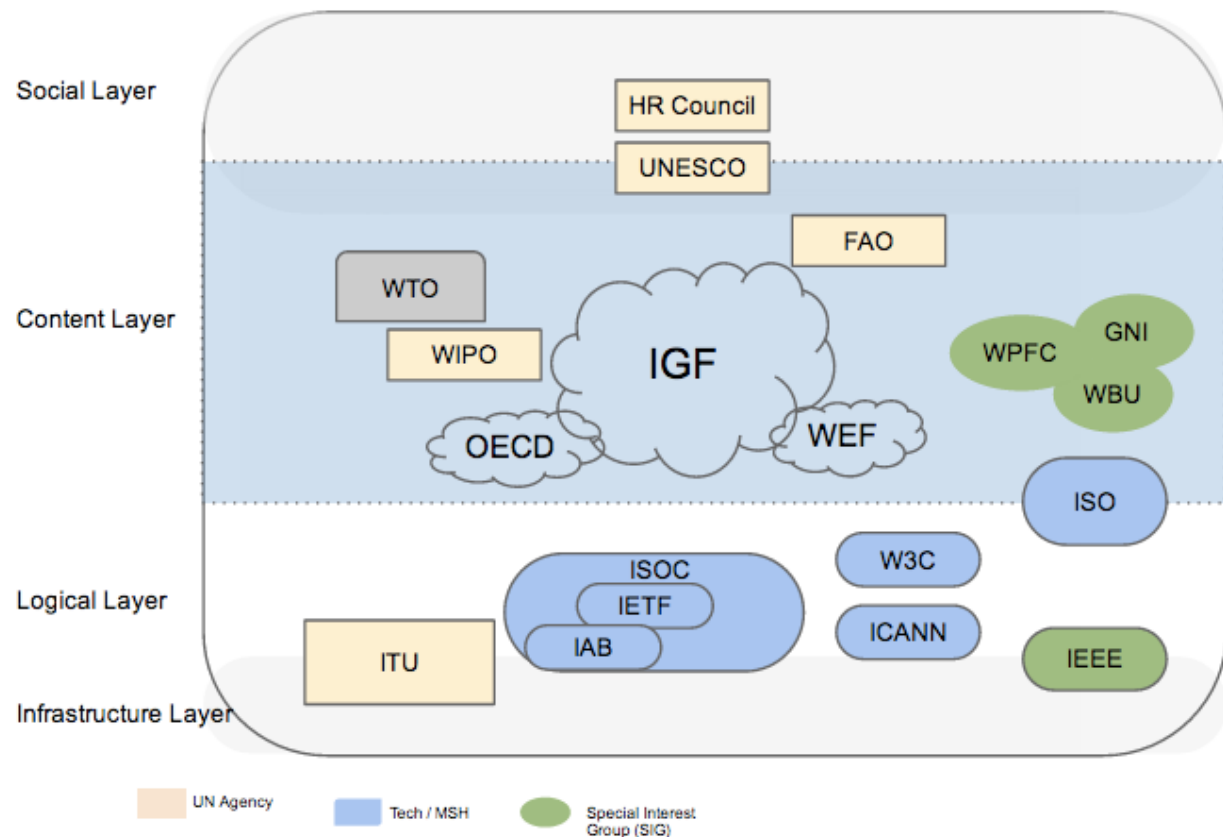 Social Layer
HR Council
UNESCO
FAO
WTO
Content Layer
GNI
WPFC
WIPO
IGF
WBU
OECD
WEF
ISO
W3C
ISOC
Logical Layer
IETF
ICANN
IAB
ITU
IEEE
Infrastructure Layer
UN Agency
Tech / MSH
Special Interest
Group (SIG)